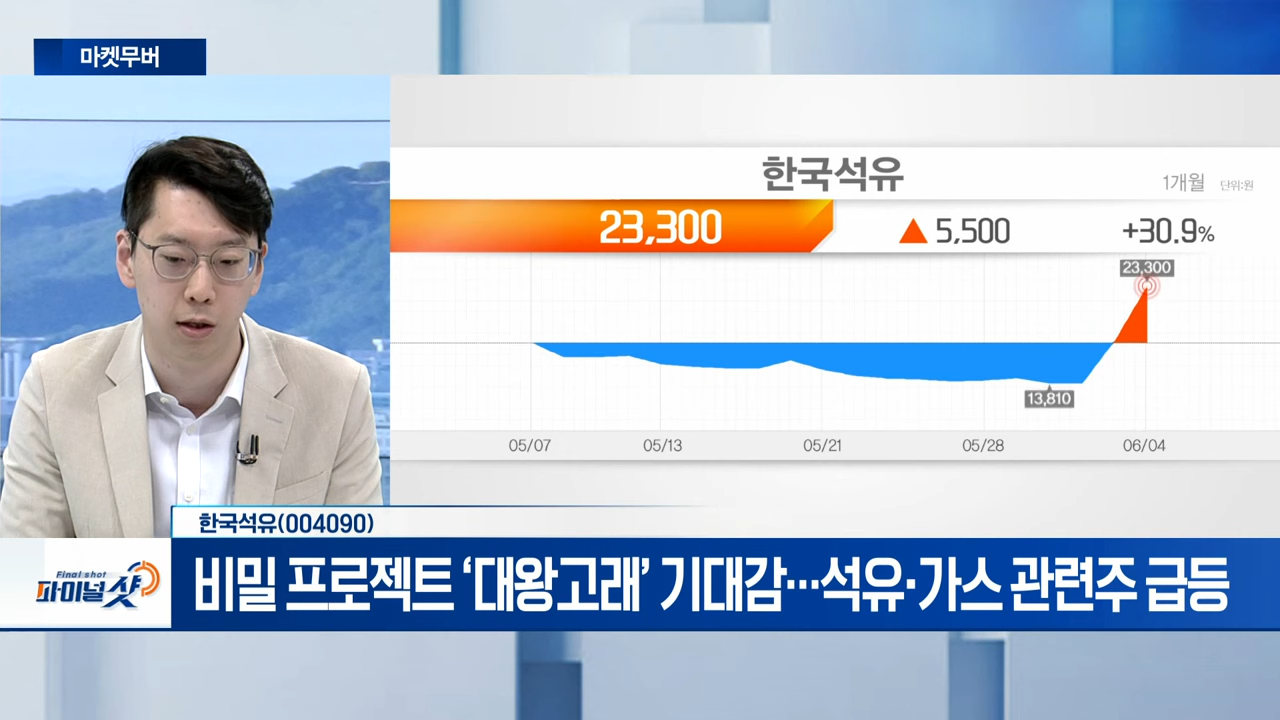 마켓무버
한국석유
1개월 단위:원
23,300 ▲ 5,500 +30.9%
23,300
13,810
05/07 05/13 05/21 05/28 06/04
한국석유(004090)
Final shot
파이널샷
비밀 프로젝트 ‘대왕고래’ 기대감…석유·가스 관련주 급등